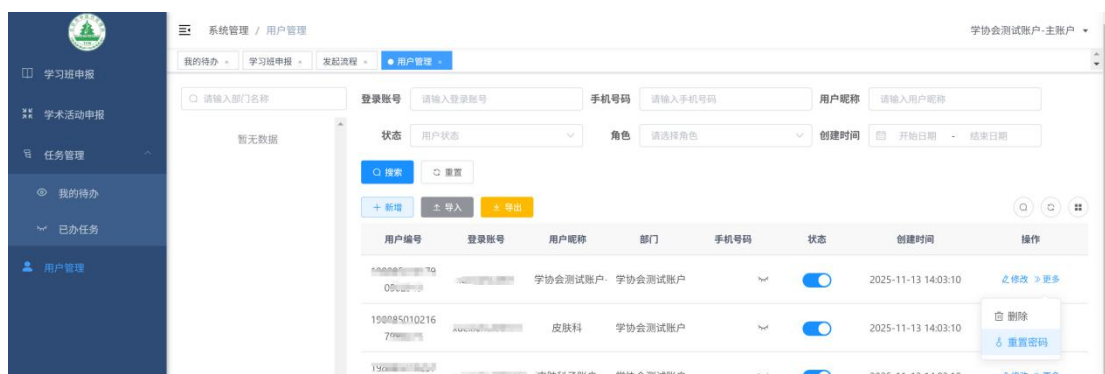 系统管理 / 用户管理
学协会测试账户-主账户
我的待办 学习班申报 发起流程 用户管理
学习班申报
学术活动申报
任务管理
我的待办
已办任务
用户管理
请输入部门名称
暂无数据
登录账号 请输入登录账号 手机号码 请输入手机号码 用户昵称 请输入用户昵称
状态 用户状态 角色 请选择角色 创建时间 开始日期 - 结束日期
搜索 重置
+ 新增 导入 导出
用户编号 登录账号 用户昵称 部门 手机号码 状态 创建时间 操作
学协会测试账户- 学协会测试账户 2025-11-13 14:03:10 修改 更多
198085010216
皮肤科 学协会测试账户 2025-11-13 14:03:10
删除
重置密码